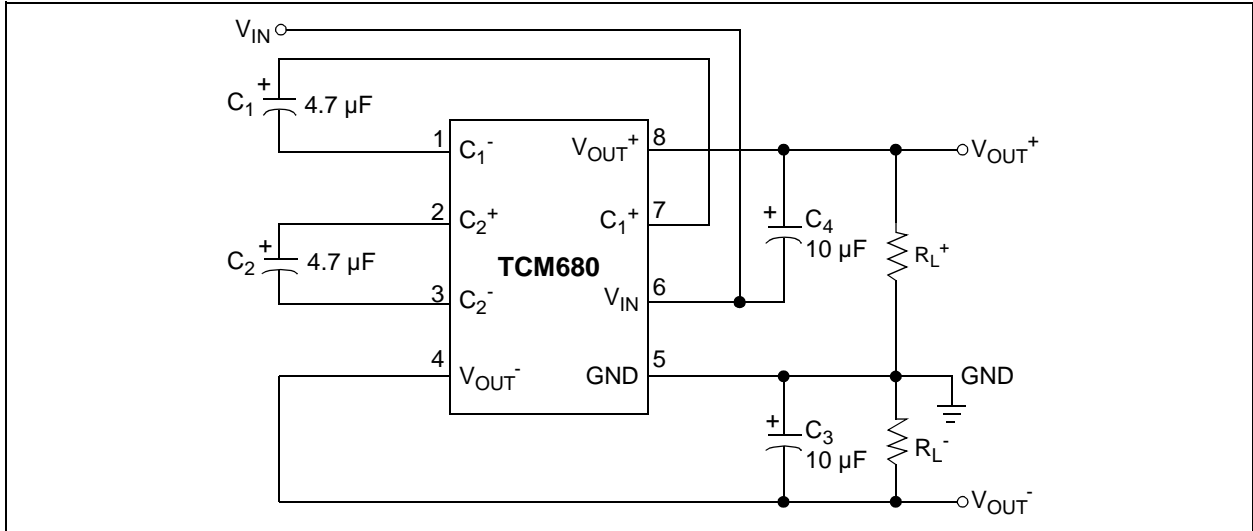 V_IN
+
C_1 4.7 µF
1 C_1^- V_OUT^+ 8 V_OUT^+
2 C_2^+ C_1^+ 7
+ C_4
10 µF
R_L^+
+
C_2 4.7 µF
TCM680
3 C_2^- V_IN 6
4 V_OUT^- GND 5 GND
+ C_3
10 µF
R_L^-
V_OUT^-